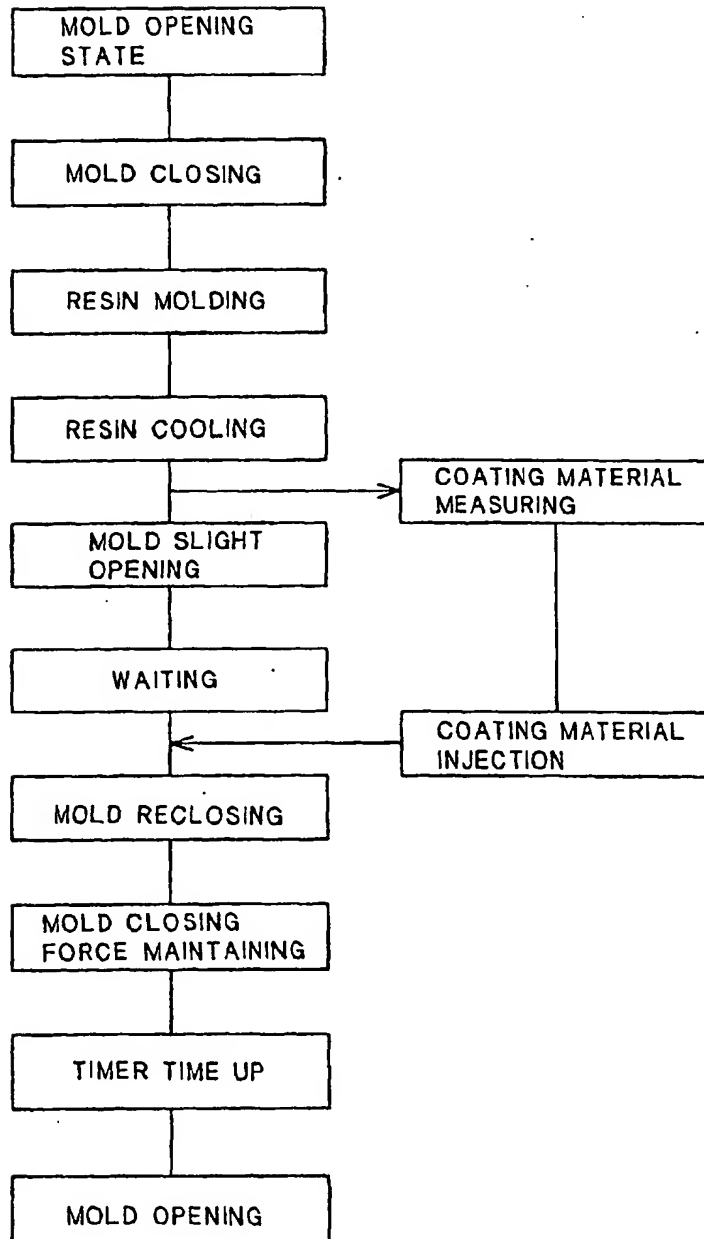 MOLD OPENING
STATE
MOLD CLOSING
RESIN MOLDING
RESIN COOLING
COATING MATERIAL
MEASURING
MOLD SLIGHT
OPENING
WAITING
COATING MATERIAL
INJECTION
MOLD RECLOSING
MOLD CLOSING
FORCE MAINTAINING
TIMER TIME UP
MOLD OPENING